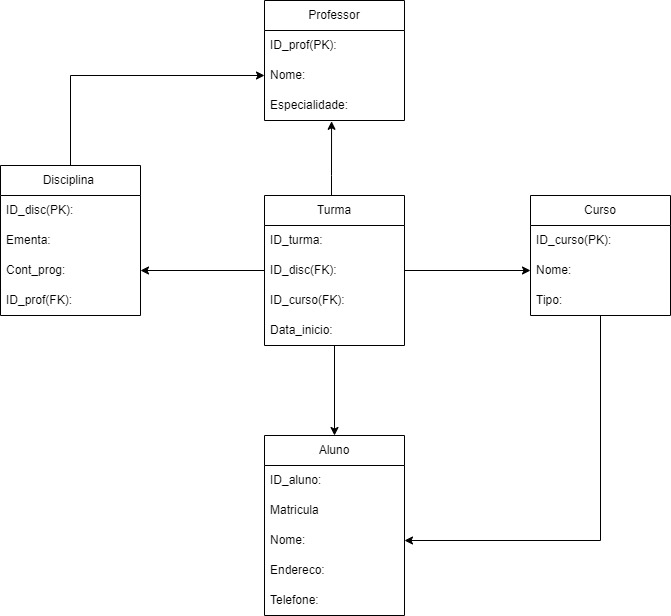 Professor
ID_prof(PK):
Nome:
Especialidade:
Disciplina
ID_disc(PK):
Ementa:
Cont_prog:
ID_prof(FK):
Turma
ID_turma:
ID_disc(FK):
ID_curso(FK):
Data_inicio:
Curso
ID_curso(PK):
Nome:
Tipo:
Aluno
ID_aluno:
Matricula
Nome:
Endereco:
Telefone: